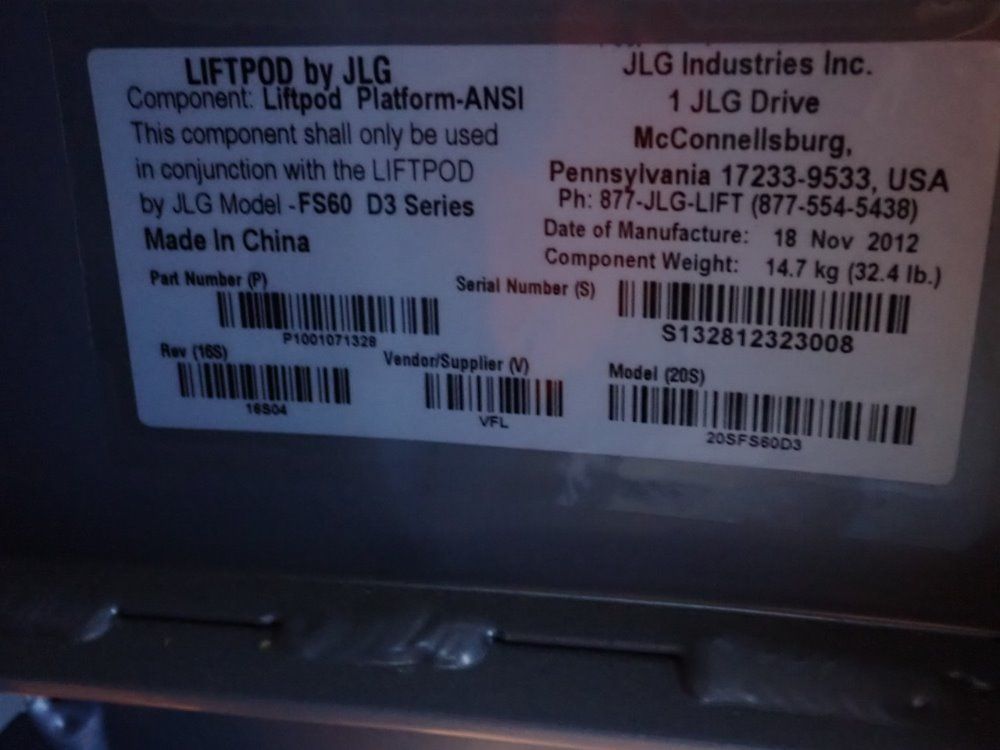 LIFTPOD by JLG
Component: Liftpod Platform-ANSI
This component shall only be used
in conjunction with the LIFTPOD
by JLG Model - FS60 D3 Series
Made In China
JLG Industries Inc.
1 JLG Drive
McConnellsburg,
Pennsylvania 17233-9533, USA
Ph: 877-JLG-LIFT (877-554-5438)
Date of Manufacture: 18 Nov 2012
Component Weight: 14.7 kg (32.4 lb.)
Part Number (P)
P1001071328
Serial Number (S)
S132812323008
Rev (16S)
16S04
Vendor/Supplier (V)
VFL
Model (20S)
20SFS60D3